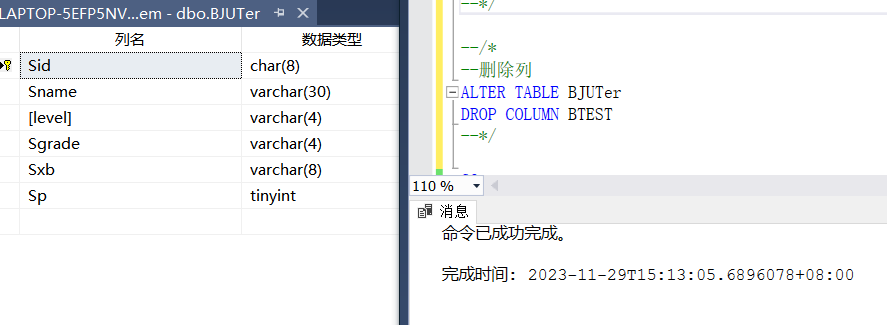 LAPTOP-5EFP5NV...em - dbo.BJUTer
列名 数据类型
Sid char(8)
Sname varchar(30)
[level] varchar(4)
Sgrade varchar(4)
Sxb varchar(8)
Sp tinyint
--*/
--/*
--删除列
ALTER TABLE BJUTer
DROP COLUMN BTEST
--*/
110 %
消息
命令已成功完成。
完成时间: 2023-11-29T15:13:05.6896078+08:00